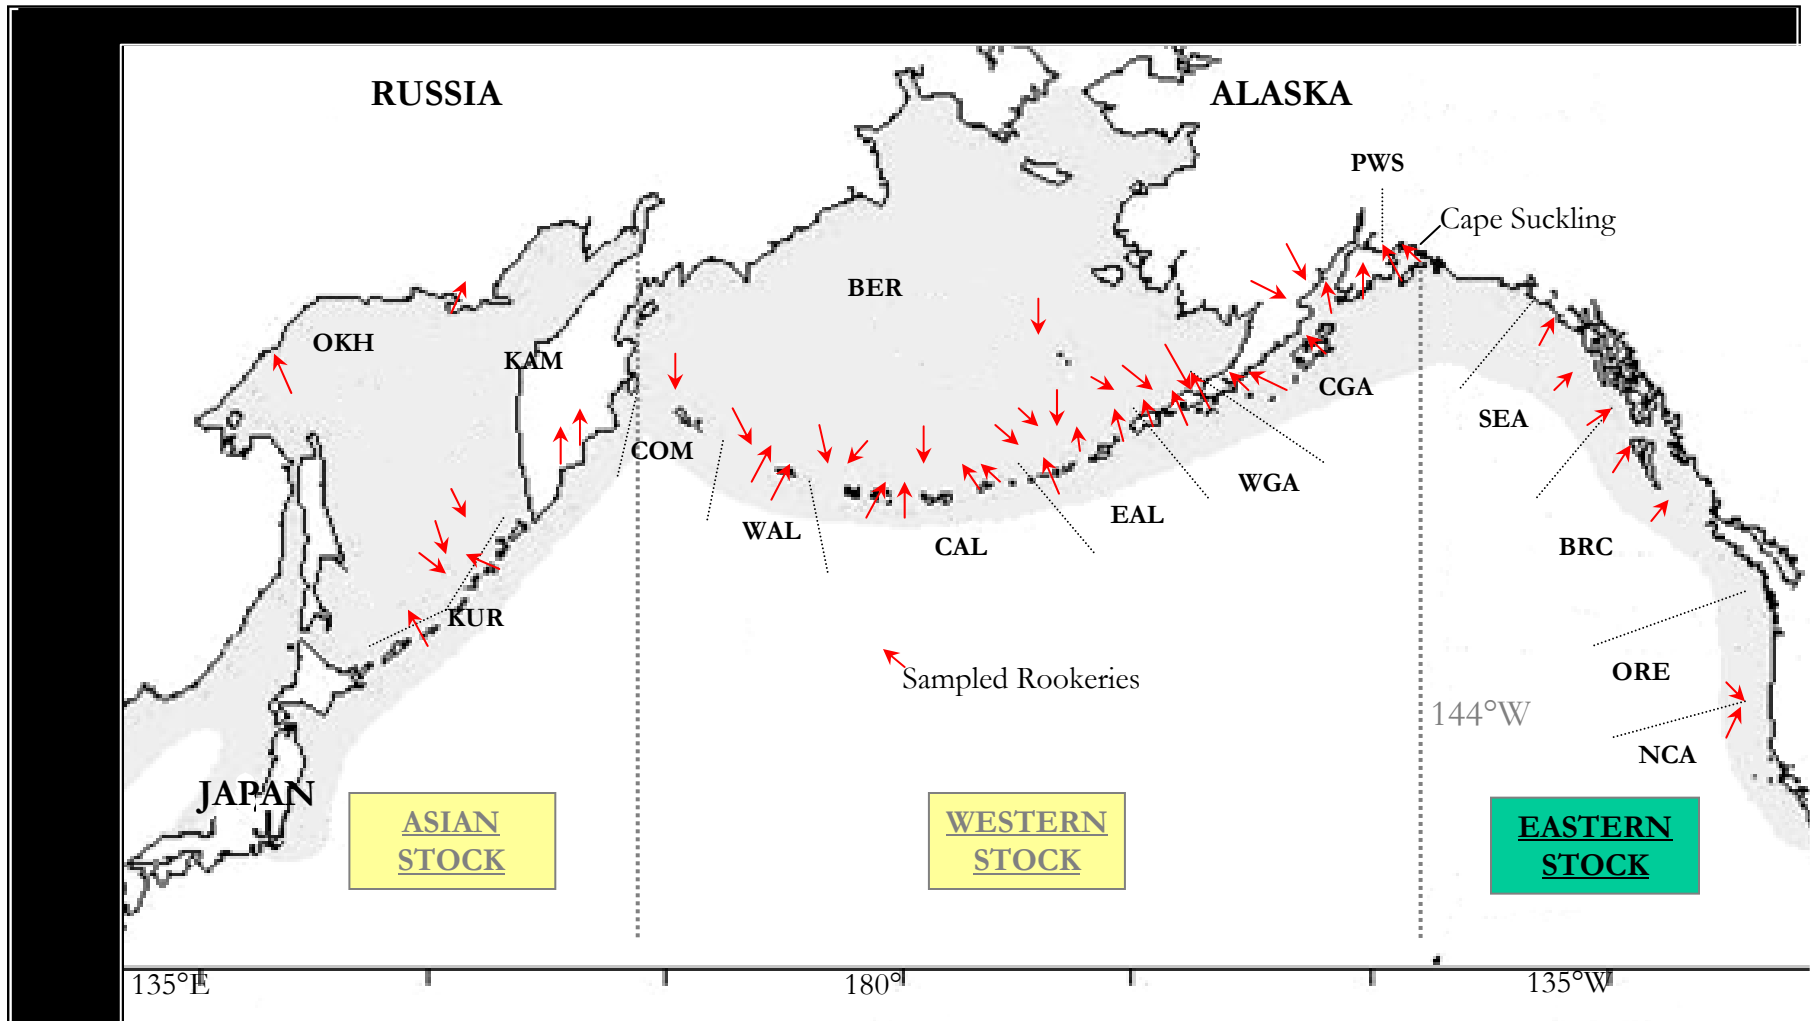 RUSSIA
ALASKA
PWS
Cape Suckling
BER
OKH
KAM
CGA
SEA
COM
WGA
EAL
WAL
CAL
BRC
KUR
Sampled Rookeries
ORE
144°W
NCA
JAPAN
ASIAN
STOCK
WESTERN
STOCK
EASTERN
STOCK
135°E
180°
135°W